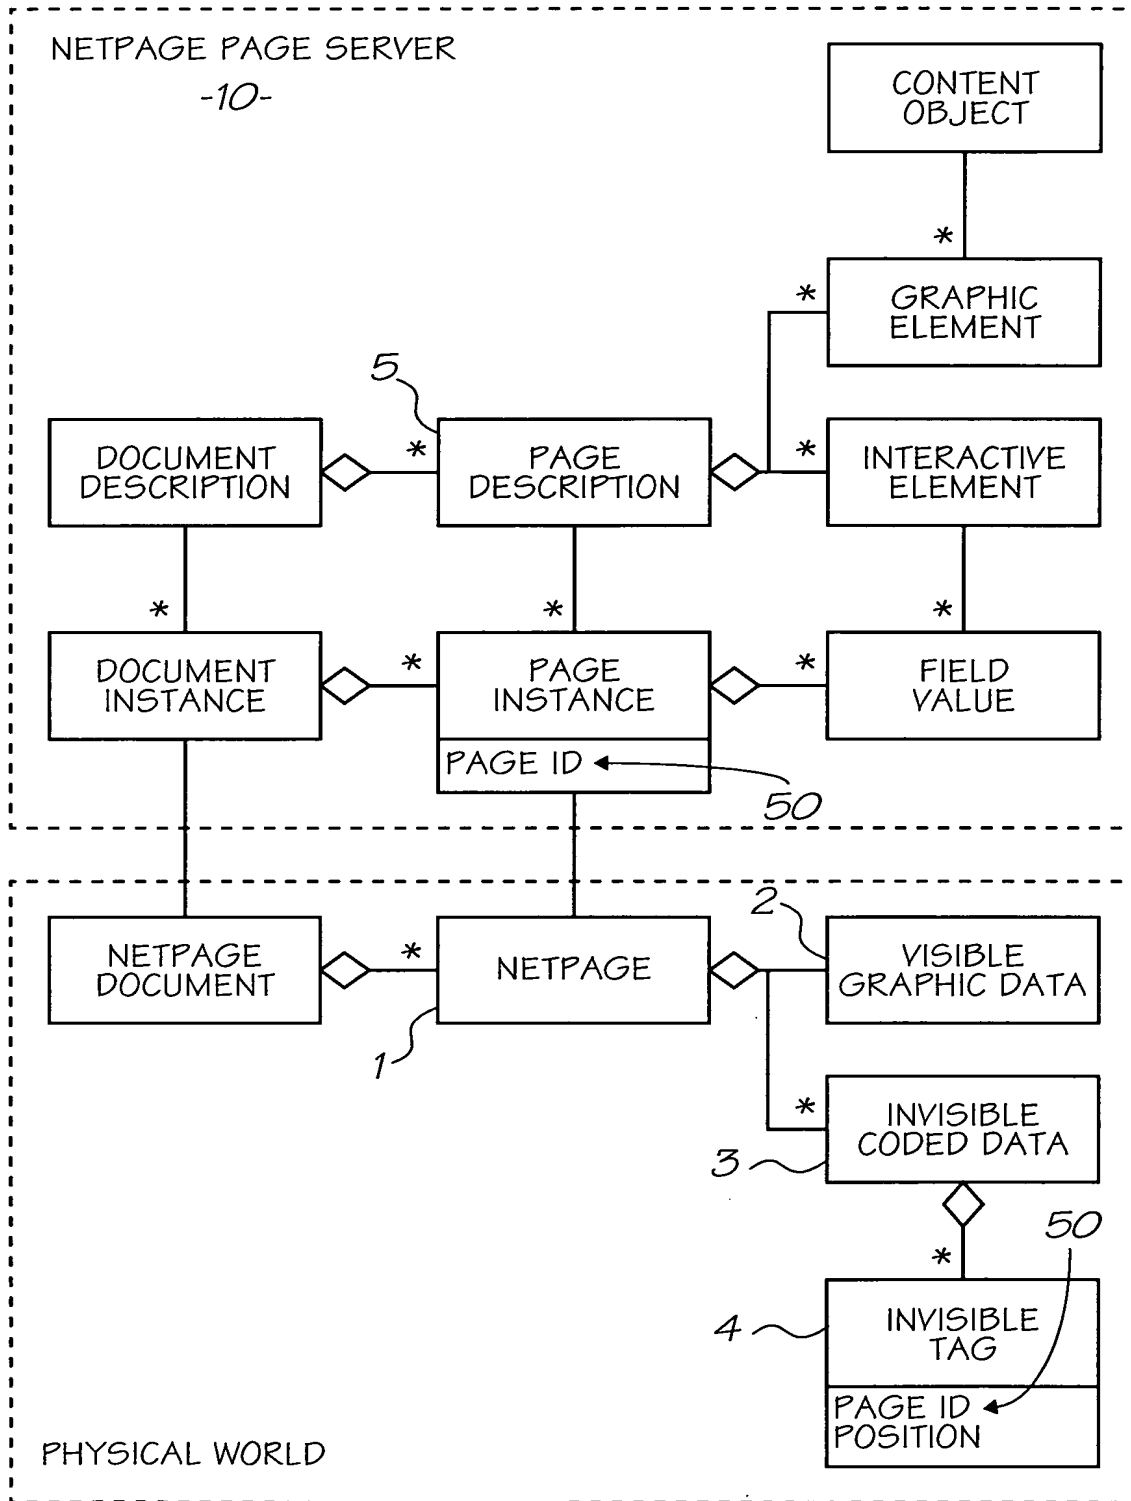 NETPAGE PAGE SERVER
-10-
CONTENT
OBJECT
*
*
GRAPHIC
ELEMENT
5
DOCUMENT
DESCRIPTION
*
PAGE
DESCRIPTION
*
INTERACTIVE
ELEMENT
*
*
*
DOCUMENT
INSTANCE
*
PAGE
INSTANCE
*
FIELD
VALUE
PAGE ID
50
2
NETPAGE
DOCUMENT
*
NETPAGE
VISIBLE
GRAPHIC DATA
1
*
INVISIBLE
CODED DATA
3
50
*
4
INVISIBLE
TAG
PAGE ID
POSITION
PHYSICAL WORLD